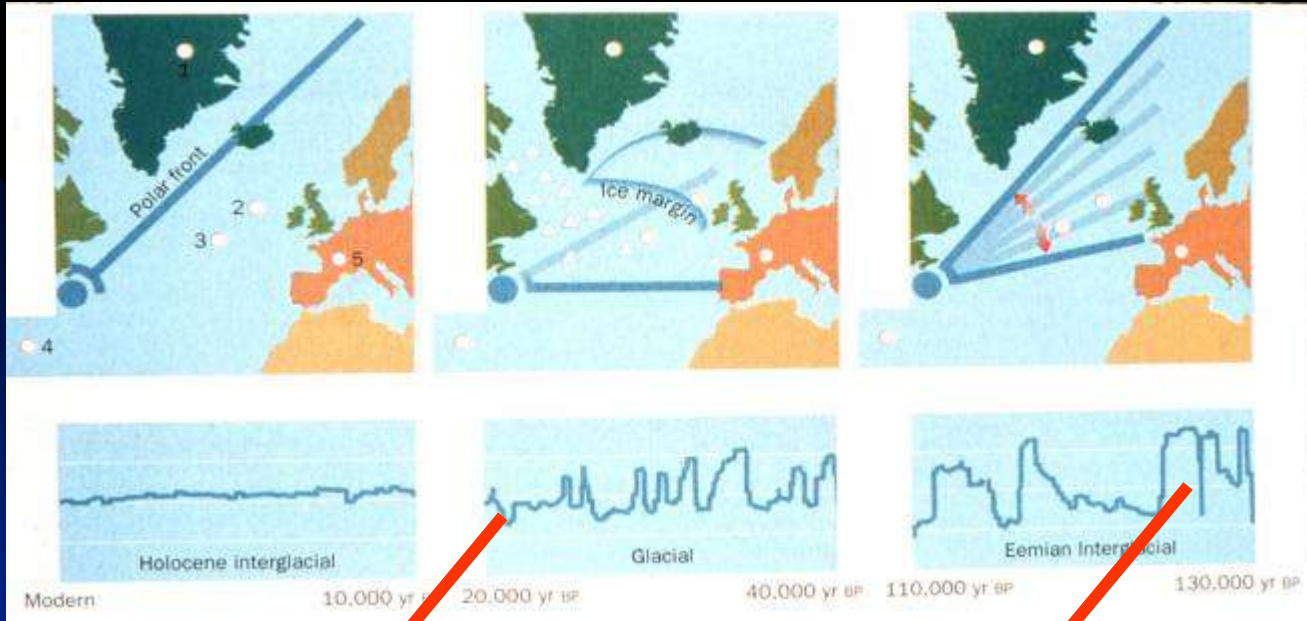 1
Polar front
2
3
5
4
Ice margin
Holocene interglacial
Glacial
Eemian Interglacial
Modern
10,000 yr
20,000 yr BP
40,000 yr BP
110,000 yr BP
130,000 yr BP